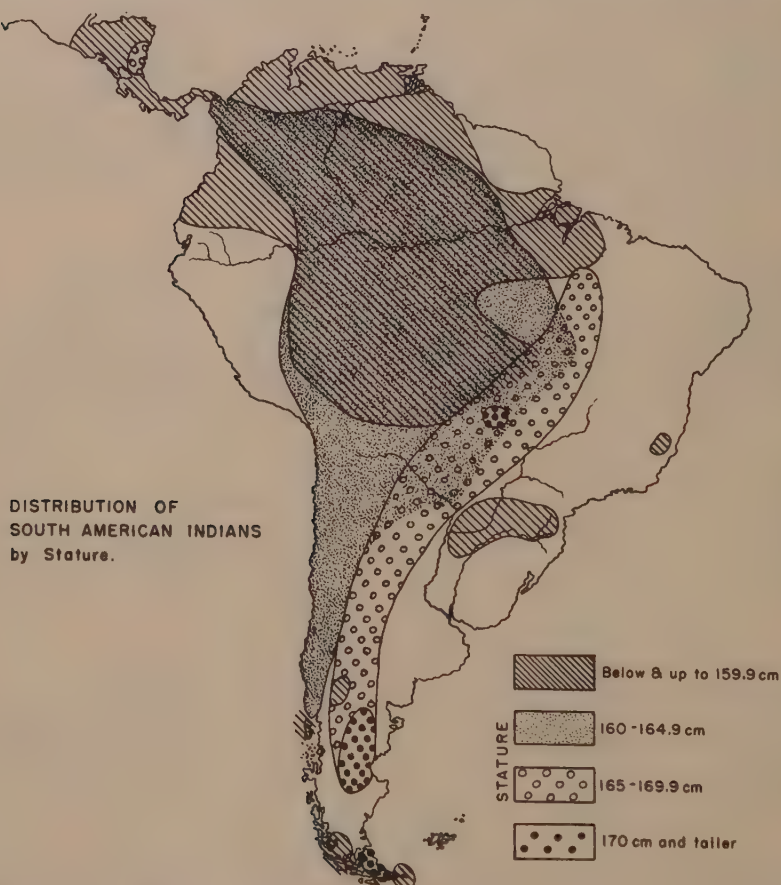 DISTRIBUTION OF
SOUTH AMERICAN INDIANS
by Stature.
STATURE
Below & up to 159.9 cm
160-164.9 cm
165-169.9 cm
170 cm and taller